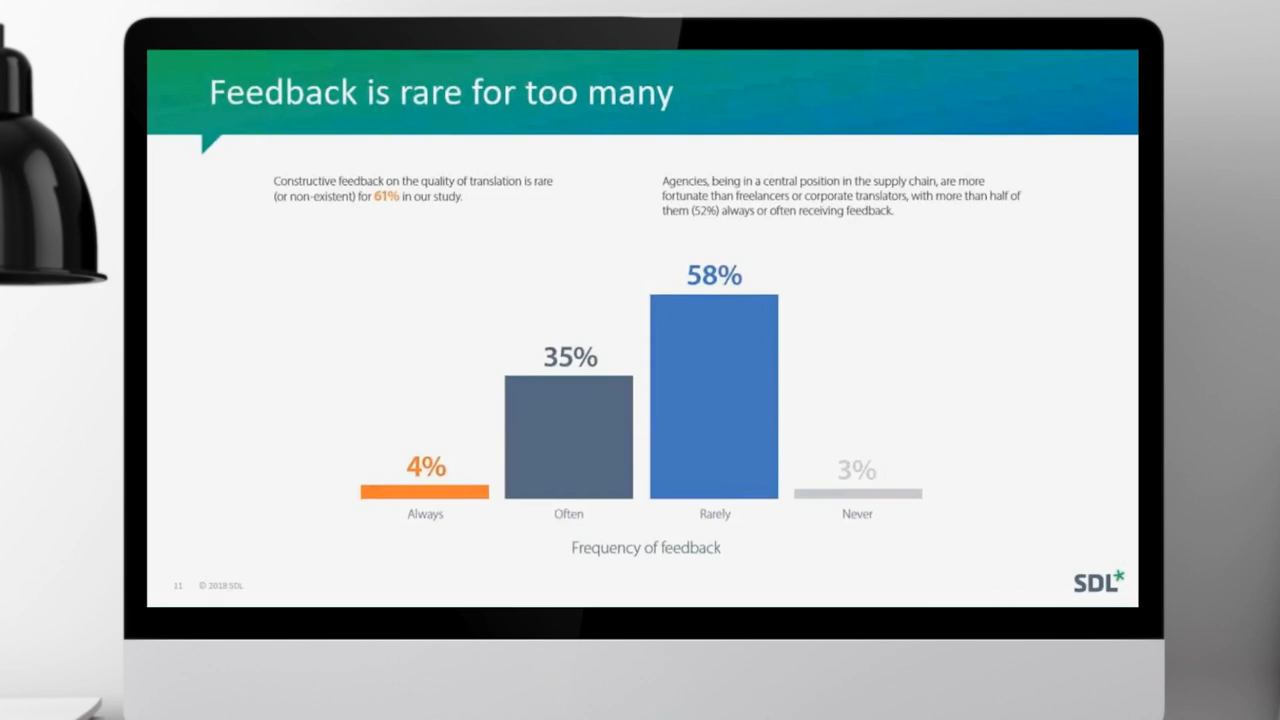 Feedback is rare for too many
Constructive feedback on the quality of translation is rare
(or non-existent) for 61% in our study.
Agencies, being in a central position in the supply chain, are more
fortunate than freelancers or corporate translators, with more than half of
them (52%) always or often receiving feedback.
4%
35%
58%
3%
Always
Often
Rarely
Never
Frequency of feedback
11 © 2018 SDL
SDL*